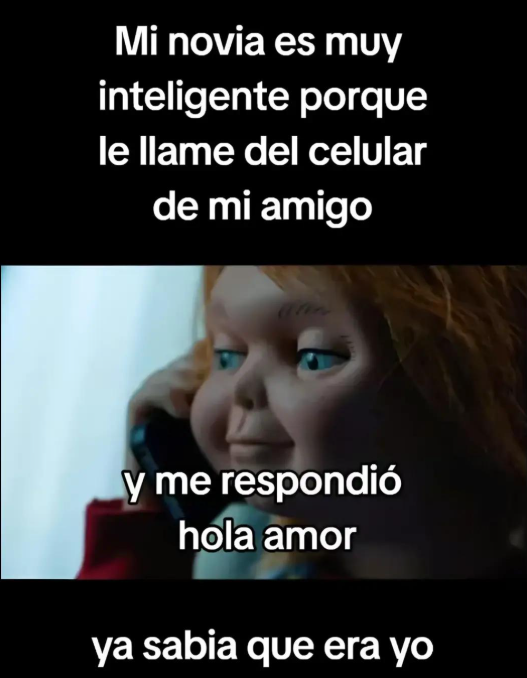 Mi novia es muy
inteligente porque
le llame del celular
de mi amigo
y me respondió
hola amor
ya sabia que era yo